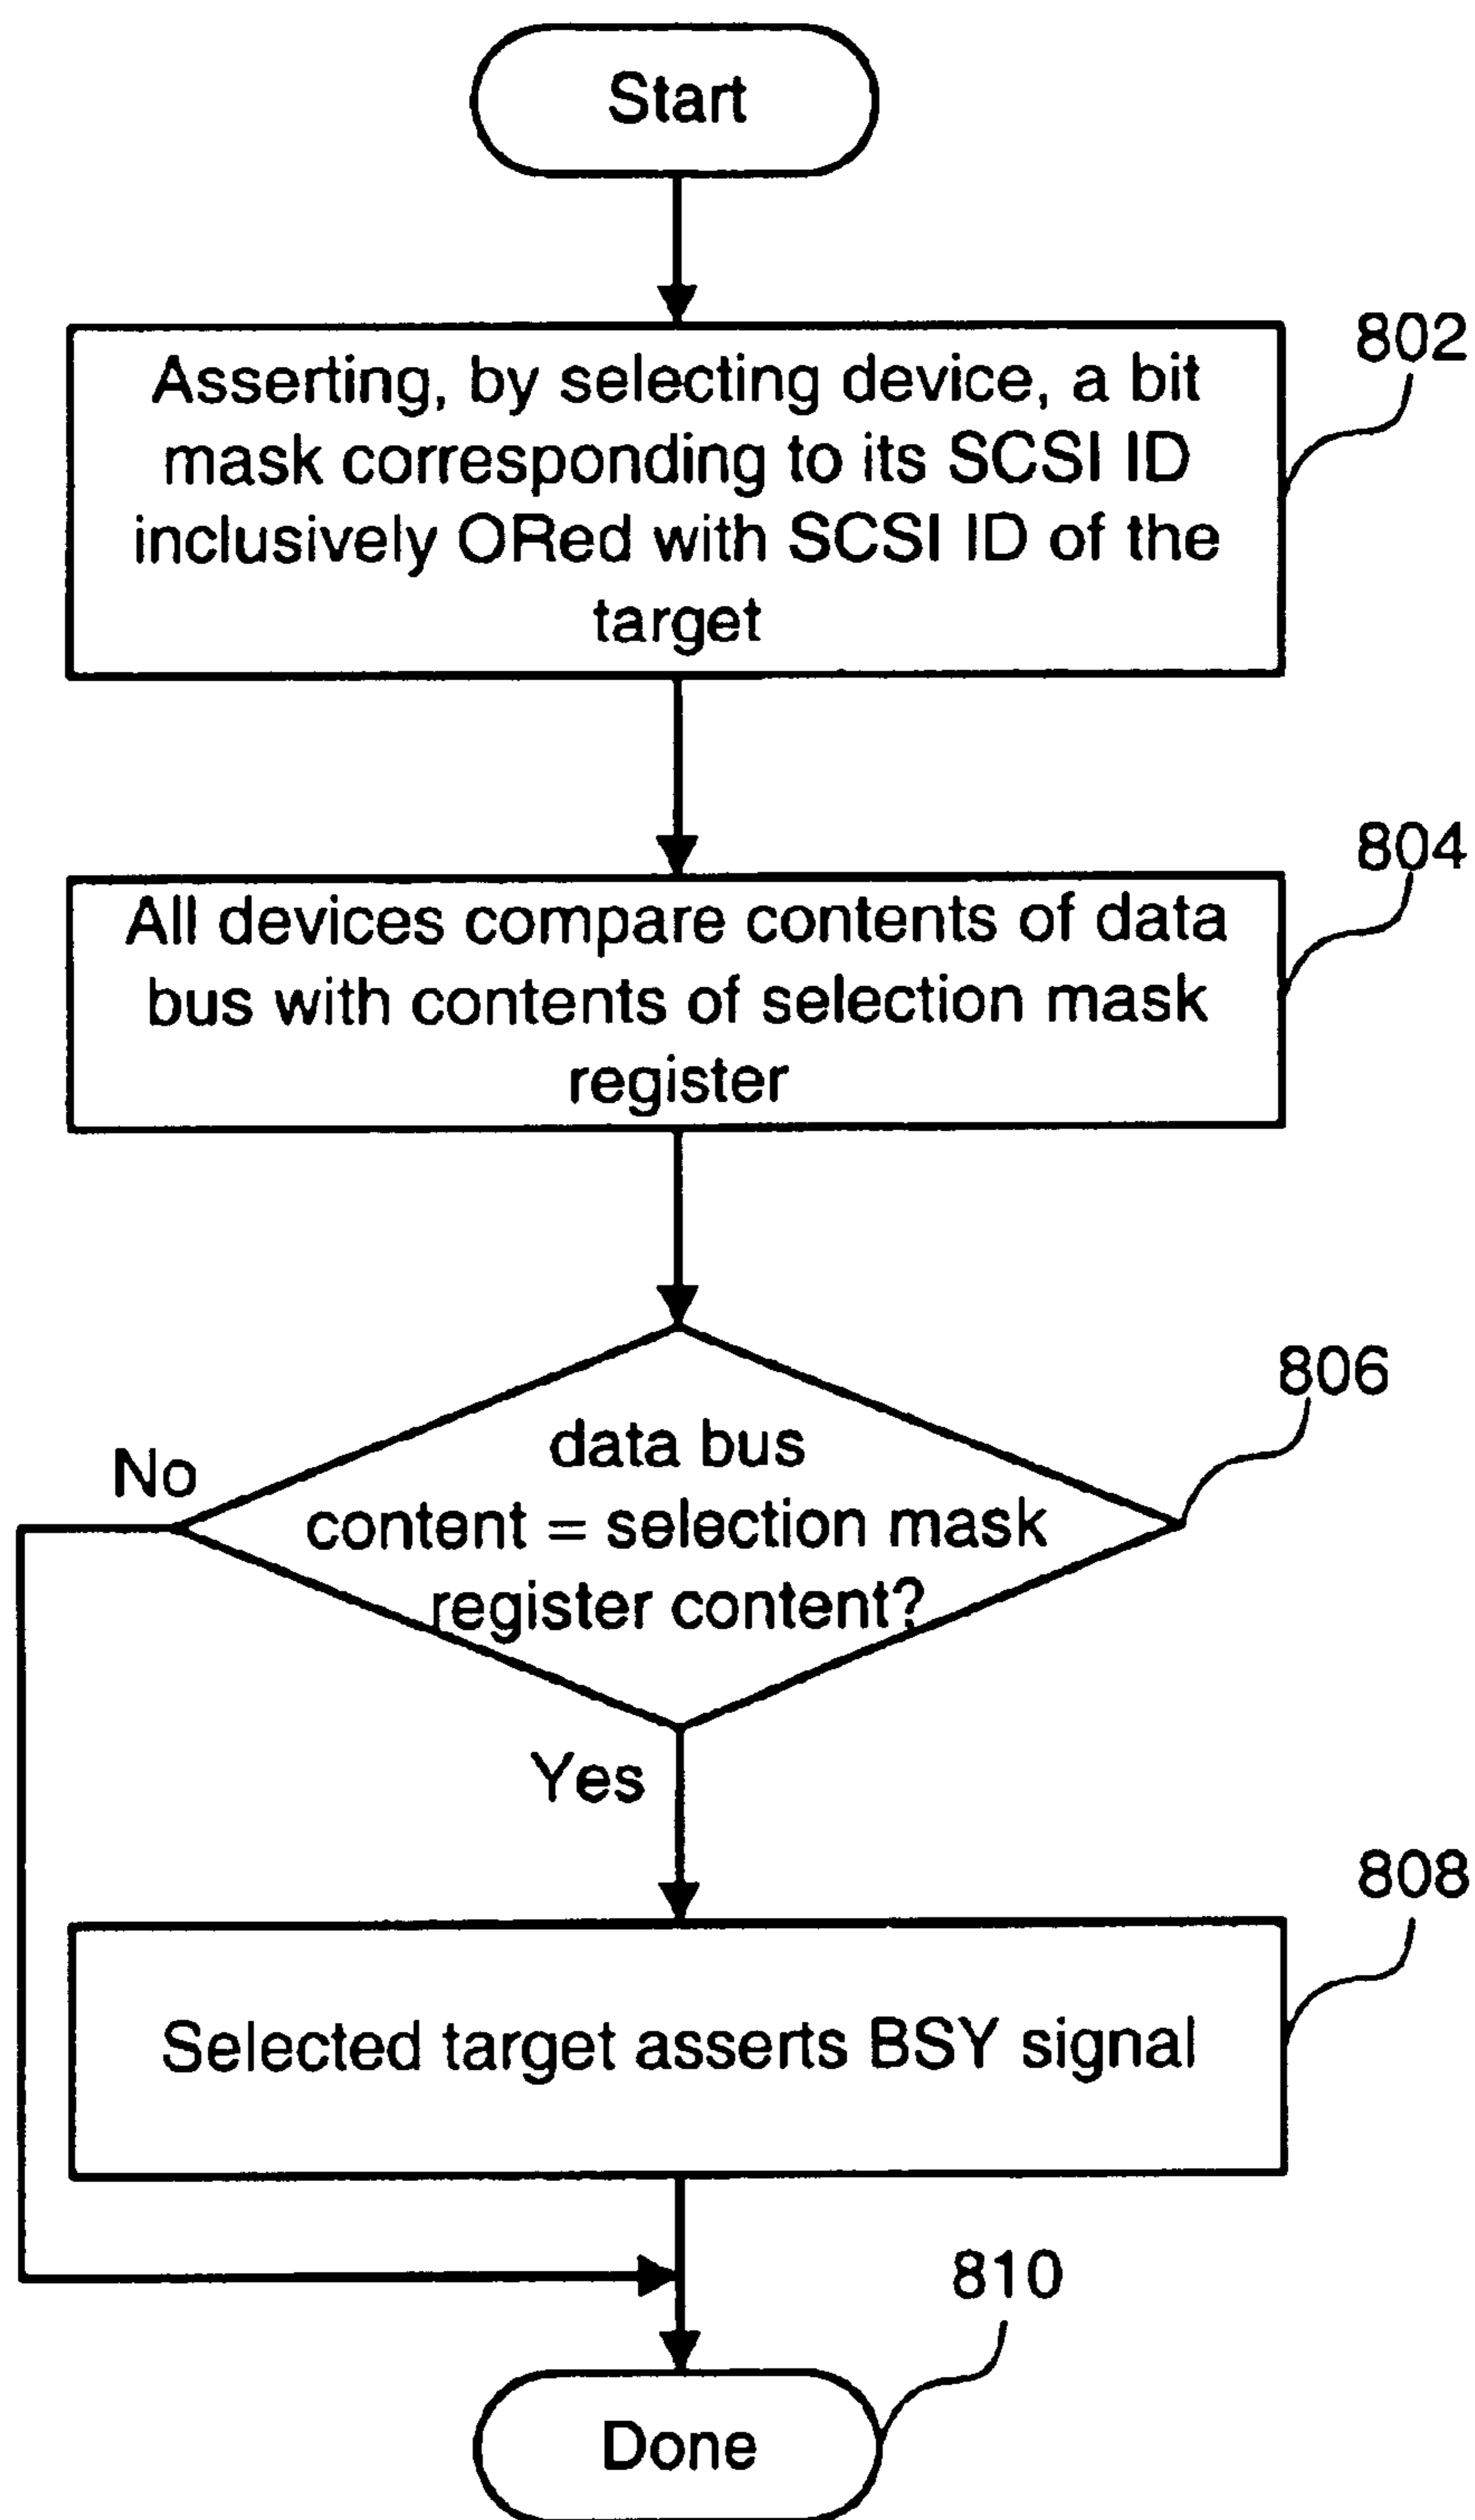 Start
802
Asserting, by selecting device, a bit
mask corresponding to its SCSI ID
inclusively ORed with SCSI ID of the
target
804
All devices compare contents of data
bus with contents of selection mask
register
806
data bus
No
content = selection mask
register content?
Yes
808
Selected target asserts BSY signal
810
Done